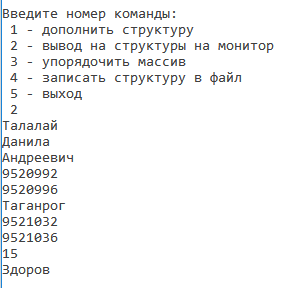 Введите номер команды:
1 - дополнить структуру
2 - вывод на структуры на монитор
3 - упорядочить массив
4 - записать структуру в файл
5 - выход
2
Талалай
Данила
Андреевич
9520992
9520996
Таганрог
9521032
9521036
15
Здоров